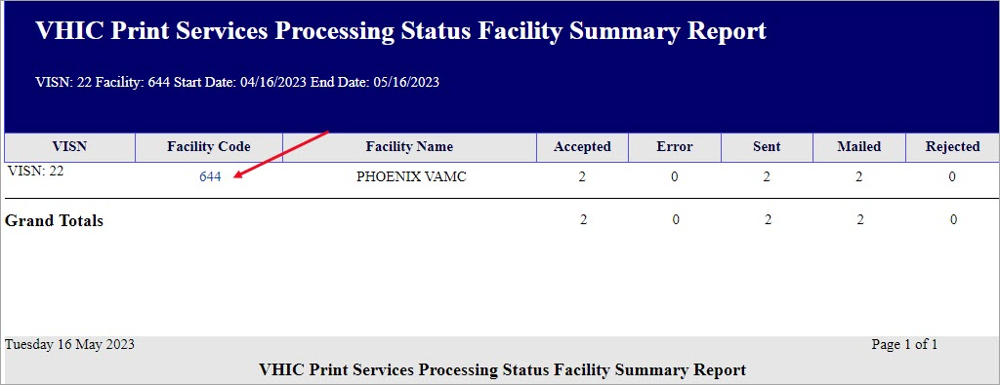 VHIC Print Services Processing Status Facility Summary Report
VISN: 22 Facility: 644 Start Date: 04/16/2023 End Date: 05/16/2023
VISN Facility Code Facility Name Accepted Error Sent Mailed Rejected
VISN: 22 644 PHOENIX VAMC 2 0 2 2 0
Grand Totals 2 0 2 2 0
Tuesday 16 May 2023 Page 1 of 1
VHIC Print Services Processing Status Facility Summary Report